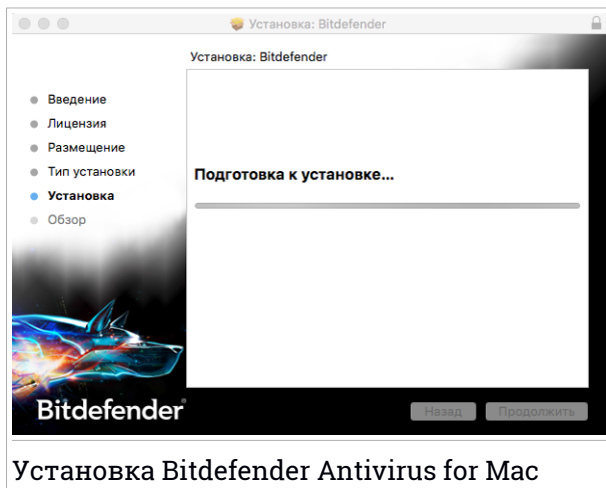 Установка: Bitdefender
Установка: Bitdefender
Введение
Лицензия
Размещение
Тип установки
Установка
Обзор
Подготовка к установке...
Bitdefender
Назад
Продолжить
Установка Bitdefender Antivirus for Mac